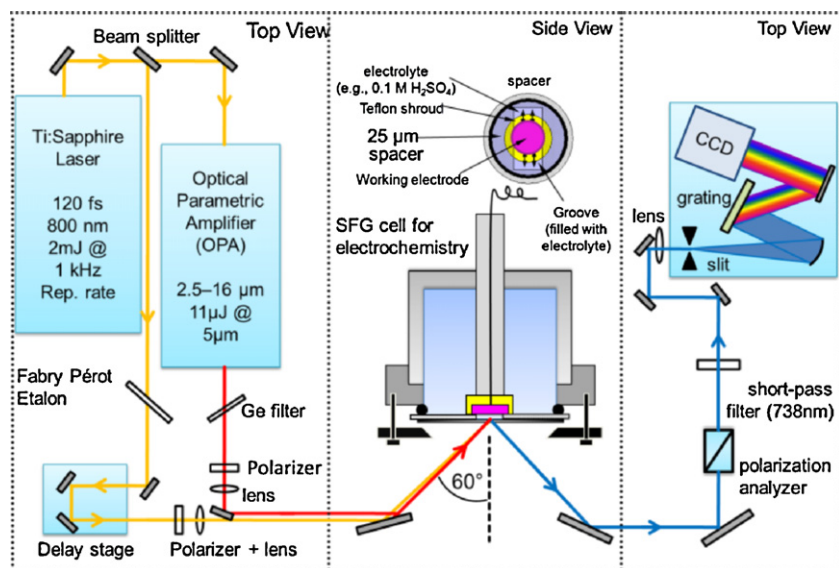 Top View
Beam splitter
Ti:Sapphire
Laser
120 fs
800 nm
2mJ @
1 kHz
Rep. rate
Optical
Parametric
Amplifier
(OPA)
2.5–16 µm
11µJ @
5µm
Fabry Pérot
Etalon
Ge filter
Polarizer
lens
Delay stage
Polarizer + lens
Side View
electrolyte
(e.g., 0.1 M H₂SO₄)
spacer
Teflon shroud
25 µm
spacer
Working electrode
Groove
(filled with
electrolyte)
SFG cell for
electrochemistry
60°
Top View
CCD
grating
lens
slit
short-pass
filter (738nm)
polarization
analyzer